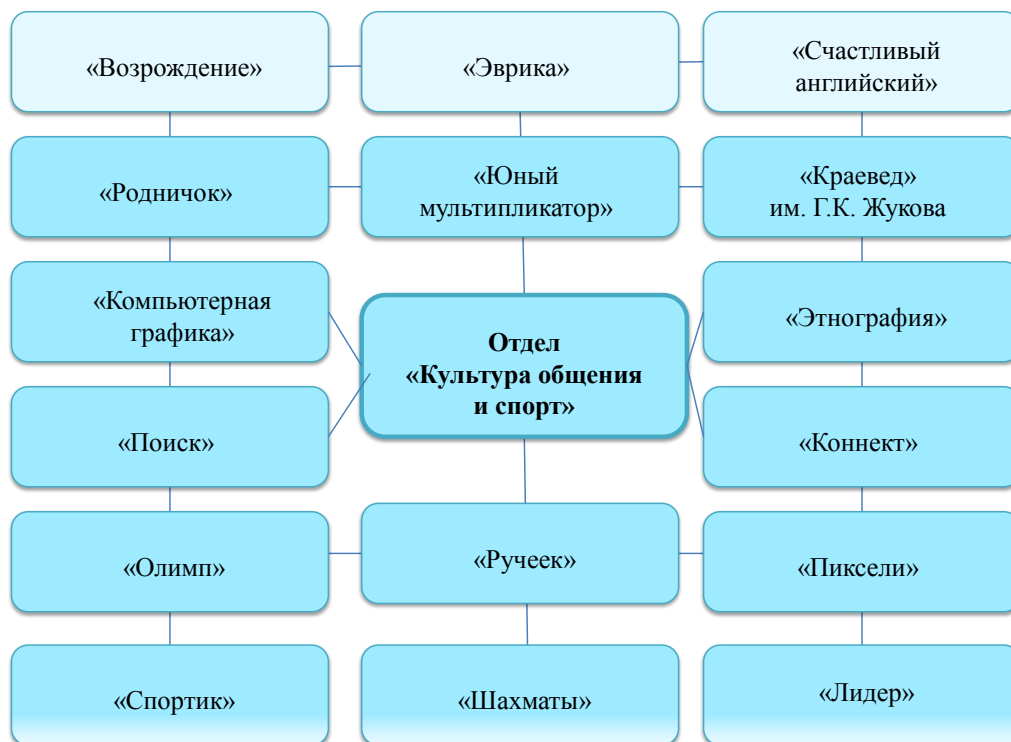 «Возрождение»
«Эврика»
«Счастливый
английский»
«Родничок»
«Юный
мультипликатор»
«Краевед»
им. Г.К. Жукова
«Компьютерная
графика»
Отдел
«Культура общения
и спорт»
«Этнография»
«Поиск»
«Коннект»
«Олимп»
«Ручеек»
«Пиксели»
«Спортик»
«Шахматы»
«Лидер»